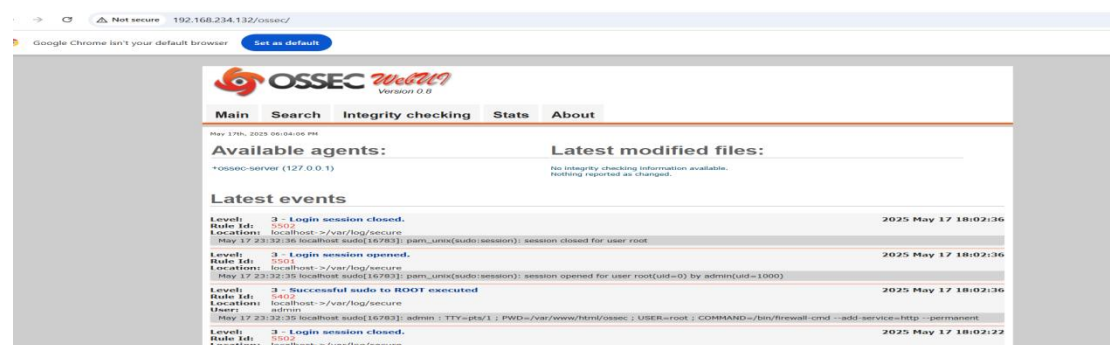 Not secure 192.168.234.132/ossec/
Google Chrome isn't your default browser Set as default
OSSEC WebUI
Version 0.8
Main Search Integrity checking Stats About
May 17th, 2025 06:04:06 PM
Available agents: Latest modified files:
+ossec-server (127.0.0.1) No integrity checking information available.
Nothing reported as changed.
Latest events
Level: 3 - Login session closed. 2025 May 17 18:02:36
Rule Id: 5502
Location: localhost->/var/log/secure
May 17 23:32:36 localhost sudo[16783]: pam_unix(sudo:session): session closed for user root
Level: 3 - Login session opened. 2025 May 17 18:02:36
Rule Id: 5501
Location: localhost->/var/log/secure
May 17 23:32:35 localhost sudo[16783]: pam_unix(sudo:session): session opened for user root(uid=0) by admin(uid=1000)
Level: 3 - Successful sudo to ROOT executed 2025 May 17 18:02:36
Rule Id: 5402
Location: localhost->/var/log/secure
User: admin
May 17 23:32:35 localhost sudo[16783]: admin : TTY=pts/1 ; PWD=/var/www/html/ossec ; USER=root ; COMMAND=/bin/firewall-cmd --add-service=http --permanent
Level: 3 - Login session closed. 2025 May 17 18:02:22
Rule Id: 5502